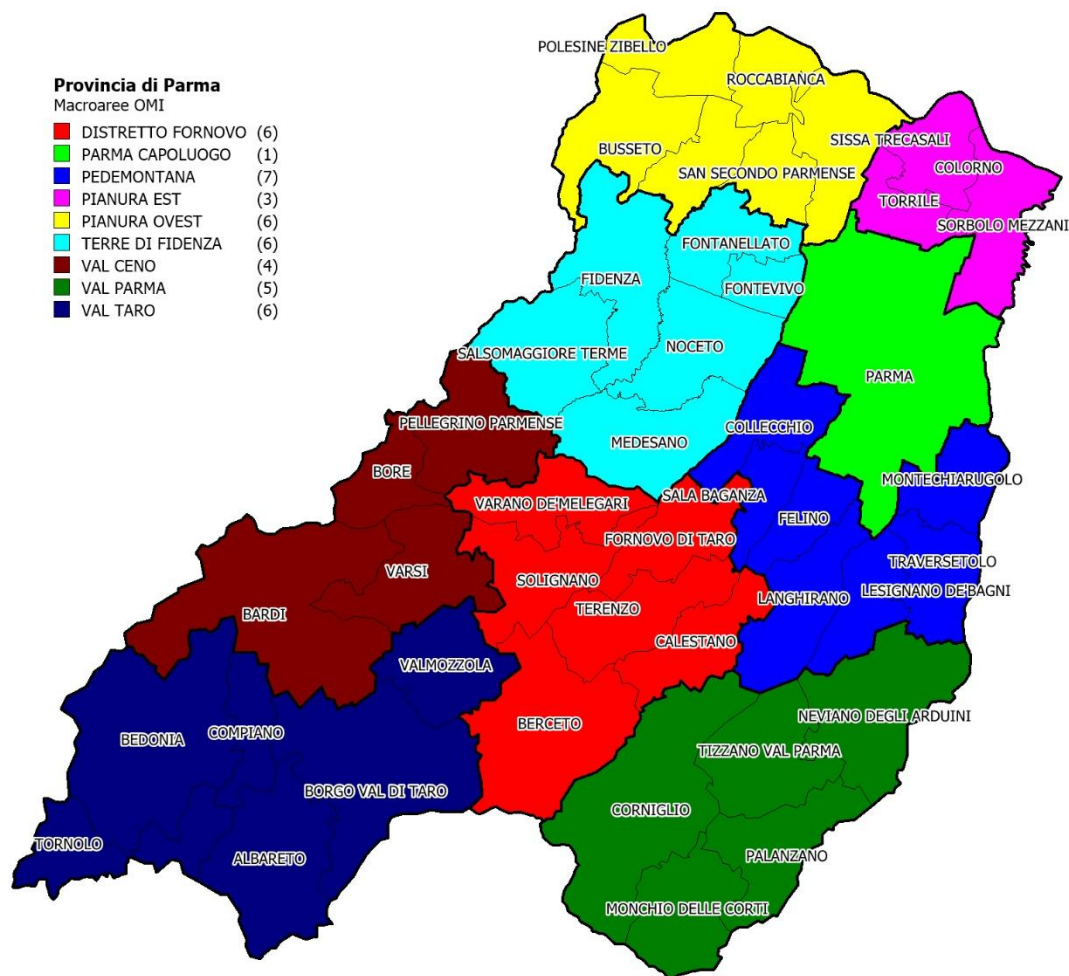 Provincia di Parma
Macroaree OMI
DISTRETTO FORNOVO (6)
PARMA CAPOLUOGO (1)
PEDEMONTANA (7)
PIANURA EST (3)
PIANURA OVEST (6)
TERRE DI FIDENZA (6)
VAL CENO (4)
VAL PARMA (5)
VAL TARO (6)
POLESINE ZIBELLO
ROCCABIANCA
BUSSETO
SISSA TRECASALI
SAN SECONDO PARMENSE
COLORNO
TORRILE
SORBOLO MEZZANI
FONTANELLATO
FIDENZA
FONTEVIVO
SALSOMAGGIORE TERME
NOCETO
PARMA
PELLEGRINO PARMENSE
COLLECCHIO
MEDESANO
BORE
MONTECHIARUGOLO
VARANO DE'MELEGARI
SALA BAGANZA
FELINO
FORNOVO DI TARO
TRAVERSETOLO
VARSI
SOLIGNANO
LESIGNANO DE'BAGNI
LANGHIRANO
TERENZO
BARDI
CALESTANO
VALMOZZOLA
NEVIANO DEGLI ARDUINI
BERCETO
COMPIANO
BEDONIA
TIZZANO VAL PARMA
BORGO VAL DI TARO
CORNIGLIO
TORNOLO
ALBARETO
PALANZANO
MONCHIO DELLE CORTI